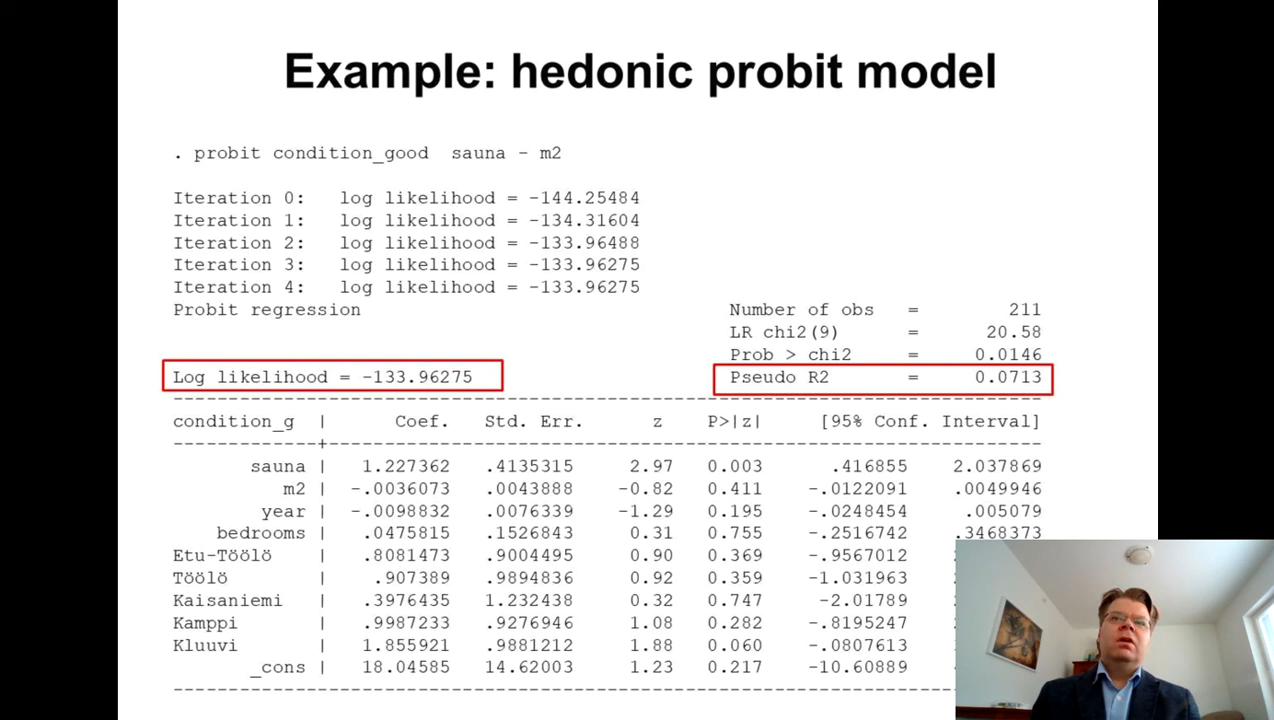 Example: hedonic probit model
. probit condition_good sauna - m2
Iteration 0: log likelihood = -144.25484
Iteration 1: log likelihood = -134.31604
Iteration 2: log likelihood = -133.96488
Iteration 3: log likelihood = -133.96275
Iteration 4: log likelihood = -133.96275
Probit regression Number of obs = 211
LR chi2(9) = 20.58
Prob > chi2 = 0.0146
Log likelihood = -133.96275 Pseudo R2 = 0.0713
condition_g | Coef. Std. Err. z P>|z| [95% Conf. Interval]
sauna | 1.227362 .4135315 2.97 0.003 .416855 2.037869
m2 | -.0036073 .0043888 -0.82 0.411 -.0122091 .0049946
year | -.0098832 .0076339 -1.29 0.195 -.0248454 .005079
bedrooms | .0475815 .1526843 0.31 0.755 -.2516742 .3468373
Etu-Töölö | .8081473 .9004495 0.90 0.369 -.9567012
Töölö | .907389 .9894836 0.92 0.359 -1.031963
Kaisaniemi | .3976435 1.232438 0.32 0.747 -2.01789
Kamppi | .9987233 .9276946 1.08 0.282 -.8195247
Kluuvi | 1.855921 .9881212 1.88 0.060 -.0807613
_cons | 18.04585 14.62003 1.23 0.217 -10.60889